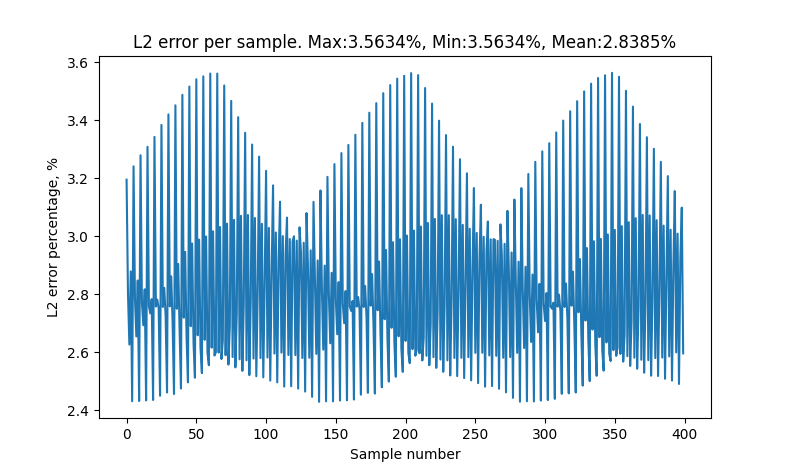 L2 error per sample. Max:3.5634%, Min:3.5634%, Mean:2.8385%
3.6
3.4
3.2
3.0
2.8
2.6
2.4
L2 error percentage, %
0 50 100 150 200 250 300 350 400
Sample number